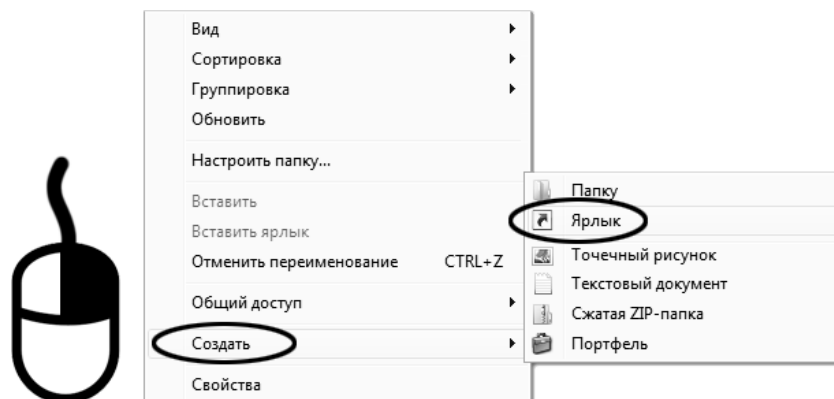 Вид
Сортировка
Группировка
Обновить
Настроить папку...
Вставить
Вставить ярлык
Отменить переименование CTRL+Z
Общий доступ
Создать
Свойства
Папку
Ярлык
Точечный рисунок
Текстовый документ
Сжатая ZIP-папка
Портфель